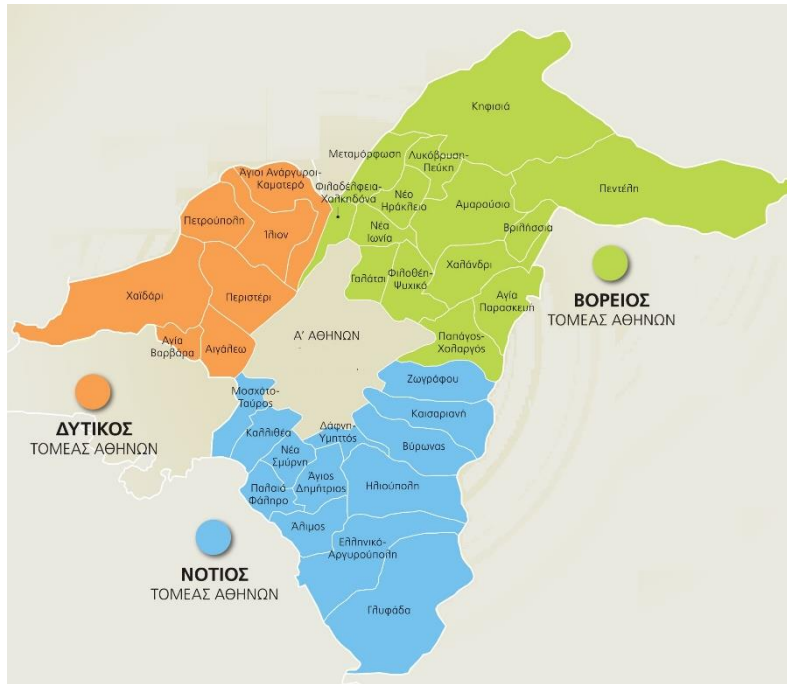 Κηφισιά
Μεταμόρφωση
Λυκόβρυση-
Πεύκη
Άγιοι Ανάργυροι-
Καματερό
Φιλαδέλφεια-
Χαλκηδόνα
Νέο
Ηράκλειο
Αμαρούσιο
Πεντέλη
Πετρούπολη
Ίλιον
Νέα
Ιωνία
Βριλήσσια
Γαλάτσι
Φιλοθέη-
Ψυχικό
Χαλάνδρι
Χαϊδάρι
Περιστέρι
Αγία
Παρασκευή
ΒΟΡΕΙΟΣ
ΤΟΜΕΑΣ ΑΘΗΝΩΝ
Α' ΑΘΗΝΩΝ
Παπάγος-
Χολαργός
Αγία
Βαρβάρα
Αιγάλεω
Ζωγράφου
Μοσχάτο-
Ταύρος
Καισαριανή
ΔΥΤΙΚΟΣ
ΤΟΜΕΑΣ ΑΘΗΝΩΝ
Καλλιθέα
Δάφνη-
Υμηττός
Βύρωνας
Νέα
Σμύρνη
Άγιος
Δημήτριος
Ηλιούπολη
Παλαιό
Φάληρο
Άλιμος
Ελληνικό-
Αργυρούπολη
ΝΟΤΙΟΣ
ΤΟΜΕΑΣ ΑΘΗΝΩΝ
Γλυφάδα